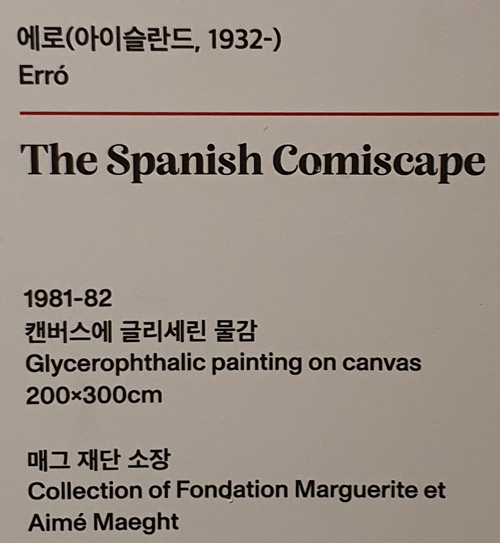 에로(아이슬란드, 1932-)
Erró
The Spanish Comiscape
1981-82
캔버스에 글리세린 물감
Glycerophthalic painting on canvas
200×300cm
매그 재단 소장
Collection of Fondation Marguerite et
Aimé Maeght